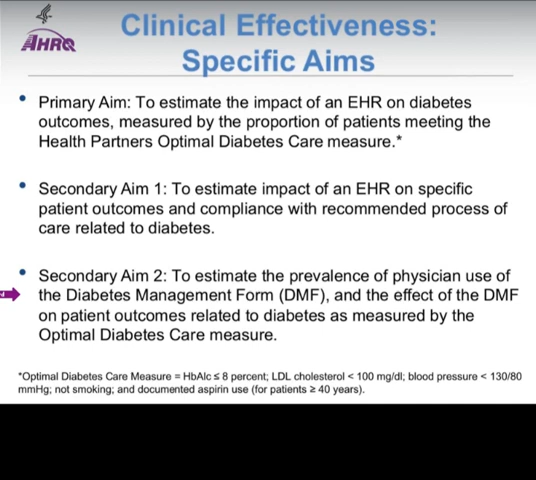 AHRQ
Clinical Effectiveness:
Specific Aims
• Primary Aim: To estimate the impact of an EHR on diabetes
outcomes, measured by the proportion of patients meeting the
Health Partners Optimal Diabetes Care measure.*
• Secondary Aim 1: To estimate impact of an EHR on specific
patient outcomes and compliance with recommended process of
care related to diabetes.
• Secondary Aim 2: To estimate the prevalence of physician use of
the Diabetes Management Form (DMF), and the effect of the DMF
on patient outcomes related to diabetes as measured by the
Optimal Diabetes Care measure.
*Optimal Diabetes Care Measure = HbAlc ≤ 8 percent; LDL cholesterol < 100 mg/dl; blood pressure < 130/80
mmHg; not smoking; and documented aspirin use (for patients ≥ 40 years).